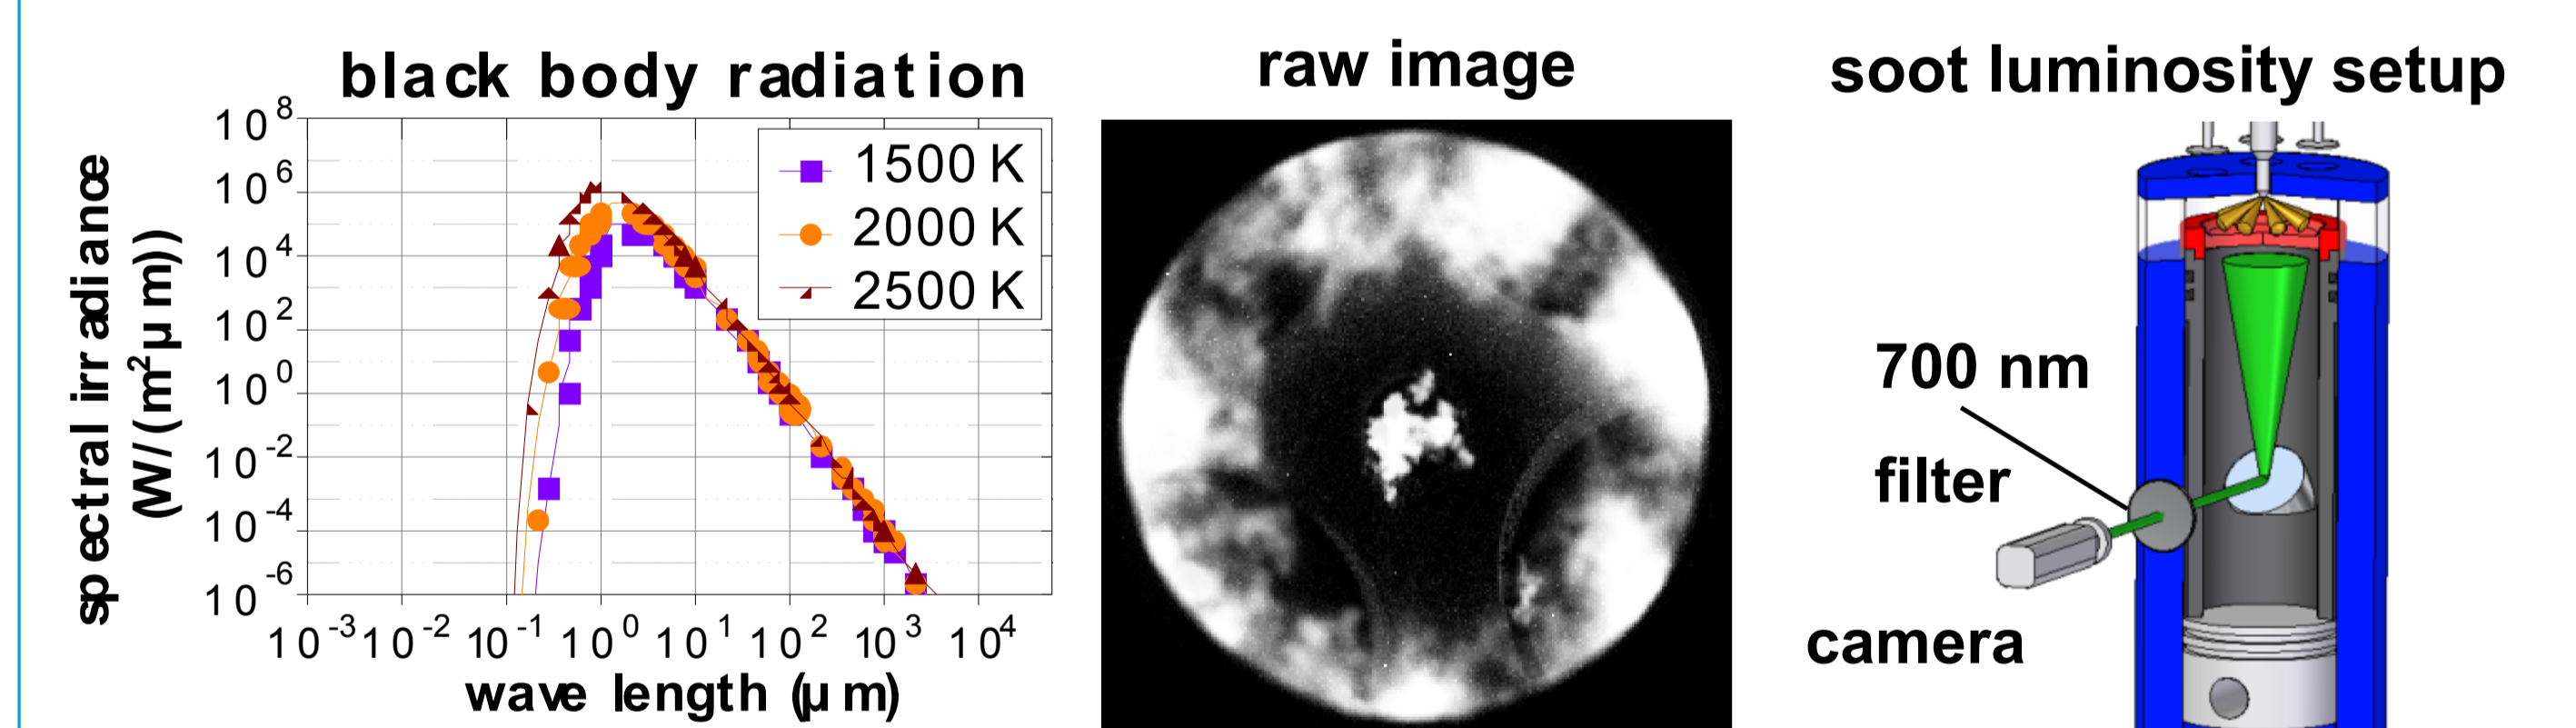 black body radiation
10^8
10^6
10^4
10^2
10^0
10^-2
10^-4
10^-6
spectral irradiance
(W/(m²µm))
1500 K
2000 K
2500 K
10^-3 10^-2 10^-1 10^0 10^1 10^2 10^3 10^4
wave length (µm)
raw image
soot luminosity setup
700 nm
filter
camera